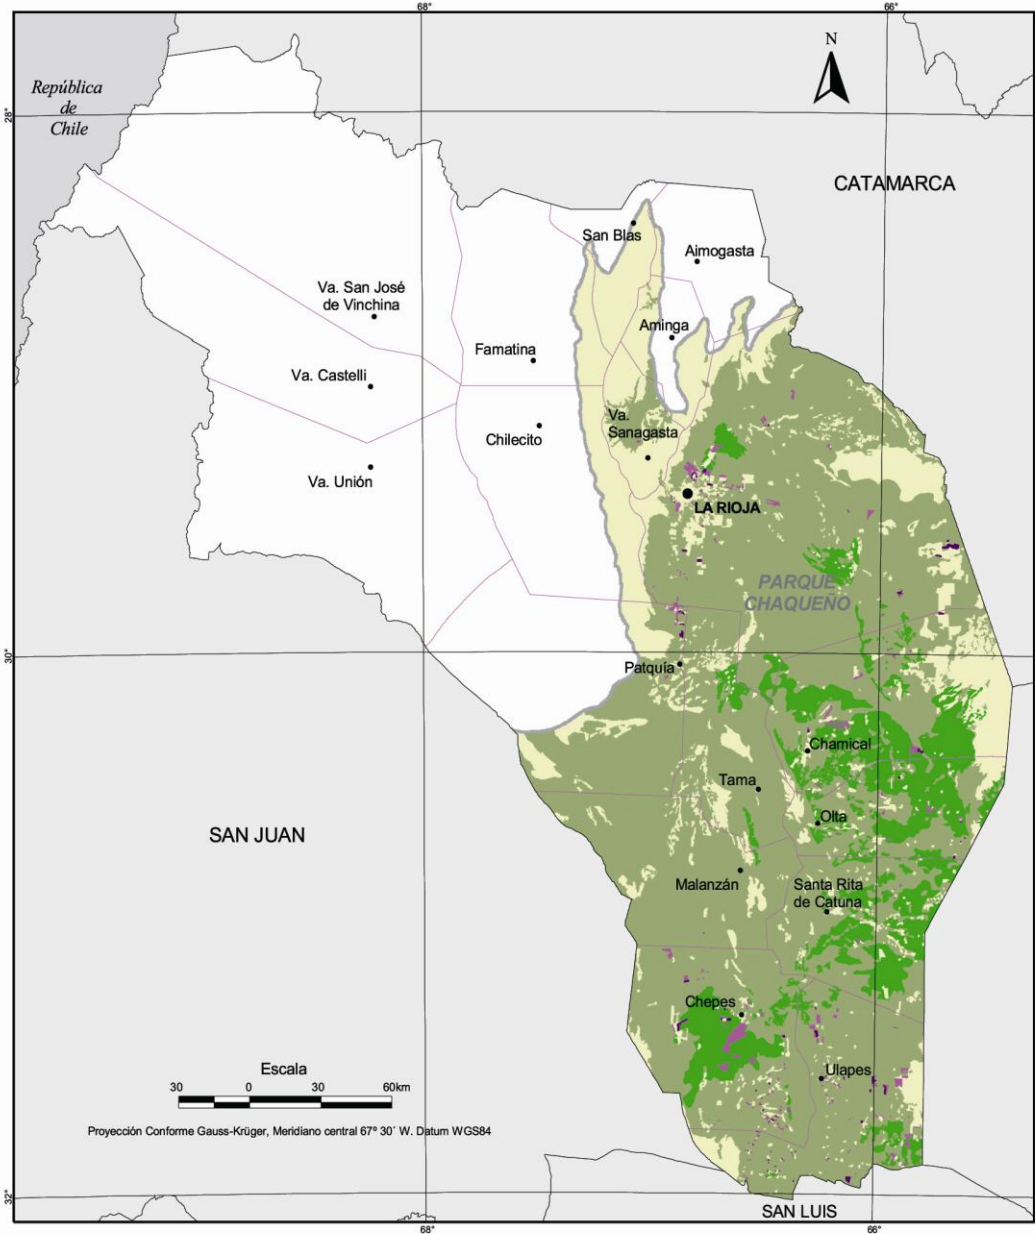 68°
66°
N
República
de
Chile
28°
CATAMARCA
San Blas
Aimogasta
Va. San José
de Vinchina
Aminga
Famatina
Va. Castelli
Va.
Sanagasta
Chilecito
Va. Unión
LA RIOJA
PARQUE
CHAQUEÑO
30°
Patquía
Chamical
Tama
SAN JUAN
Olta
Malanzán
Santa Rita
de Catuna
Chepes
Escala
30 0 30 60km
Ulapes
Proyección Conforme Gauss-Krüger, Meridiano central 67º 30´ W. Datum WGS84
32°
SAN LUIS
68°
66°